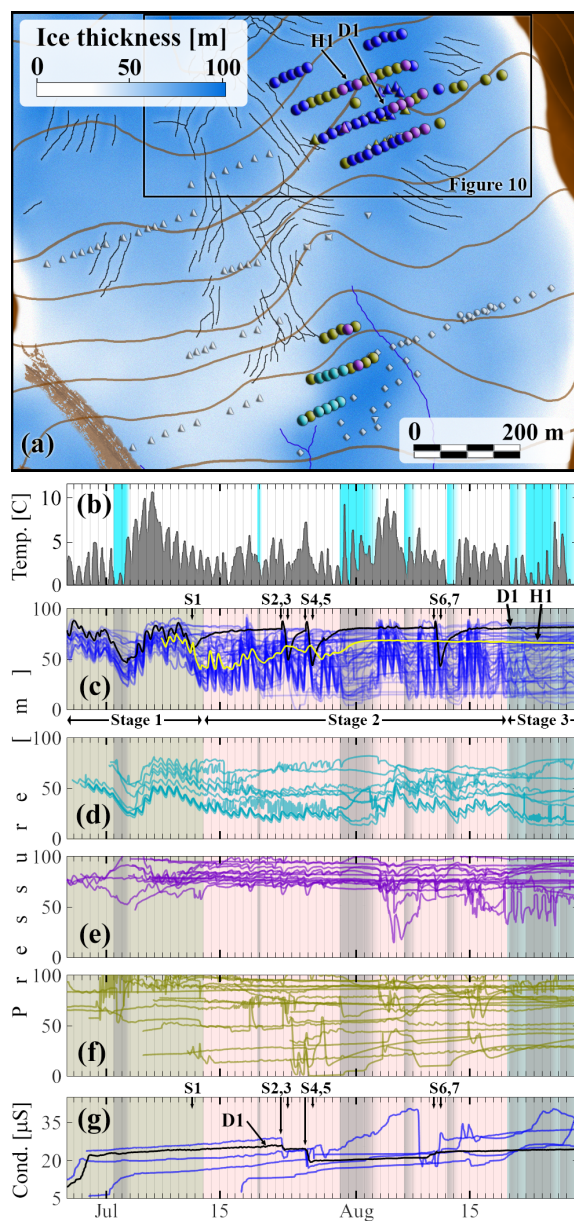 Ice thickness [m]
0 50 100
H1
D1
Figure 10
(a)
0 200 m
Temp. [C]
10
5
0
(b)
S1 S2,3 S4,5 S6,7 D1 H1
100
50
0
(c)
Stage 1 Stage 2 Stage 3
Pressure [m]
100
50
0
(d)
100
50
0
(e)
100
50
0
(f)
S1 S2,3 S4,5 S6,7
Cond. [µS]
35
20
5
D1
(g)
Jul 15 Aug 15